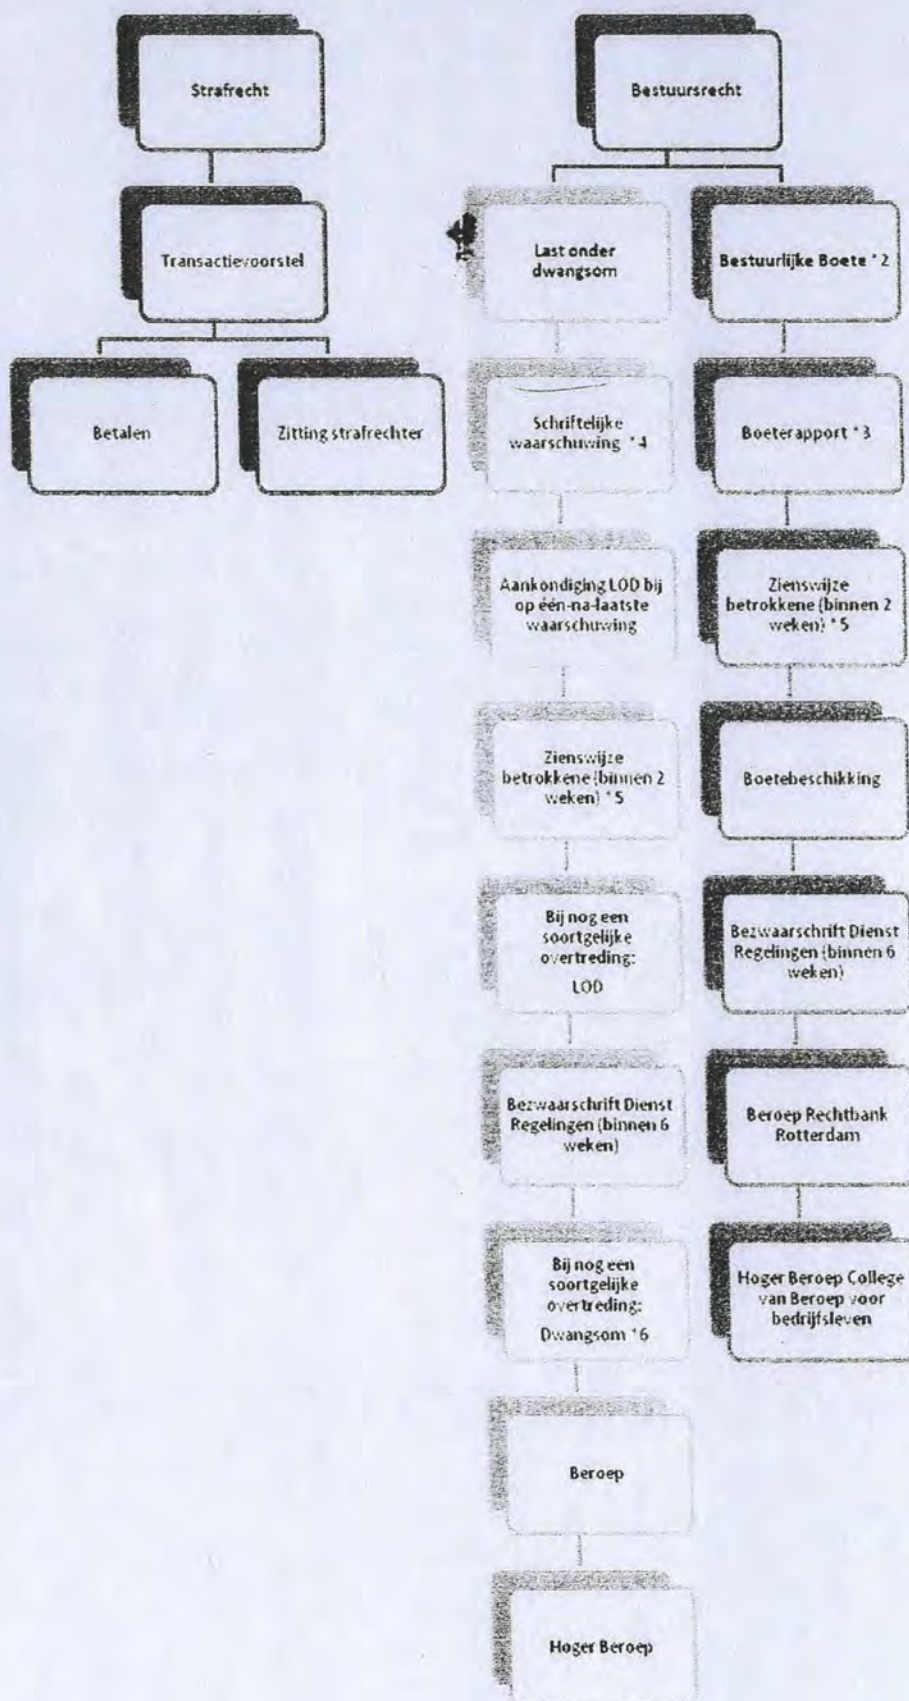 Strafrecht
Transactievoorstel
Betalen
Zitting strafrechter
Bestuursrecht
Last onder
dwangsom
Schriftelijke
waarschuwing *4
Aankondiging LOD bij
op één-na-laatste
waarschuwing
Zienswijze
betrokkene (binnen 2
weken) *5
Bij nog een
soortgelijke
overtreding:
LOD
Bezwaarschrift Dienst
Regelingen (binnen 6
weken)
Bij nog een
soortgelijke
overtreding:
Dwangsom *6
Beroep
Hoger Beroep
Bestuurlijke Boete *2
Boeterapport *3
Zienswijze
betrokkene (binnen 2
weken) *5
Boetebeschikking
Bezwaarschrift Dienst
Regelingen (binnen 6
weken)
Beroep Rechtbank
Rotterdam
Hoger Beroep College
van Beroep voor
bedrijfsleven